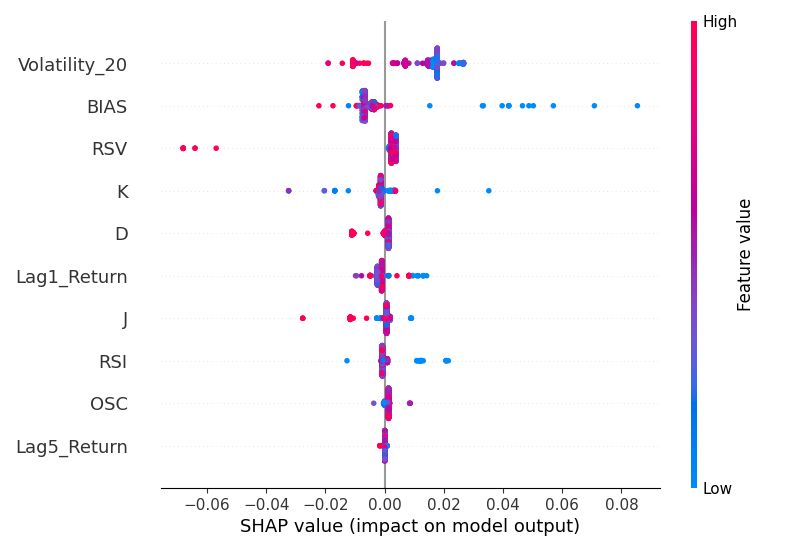 High
Volatility_20
BIAS
RSV
K
D
Lag1_Return
J
RSI
OSC
Lag5_Return
Feature value
Low
−0.06 −0.04 −0.02 0.00 0.02 0.04 0.06 0.08
SHAP value (impact on model output)